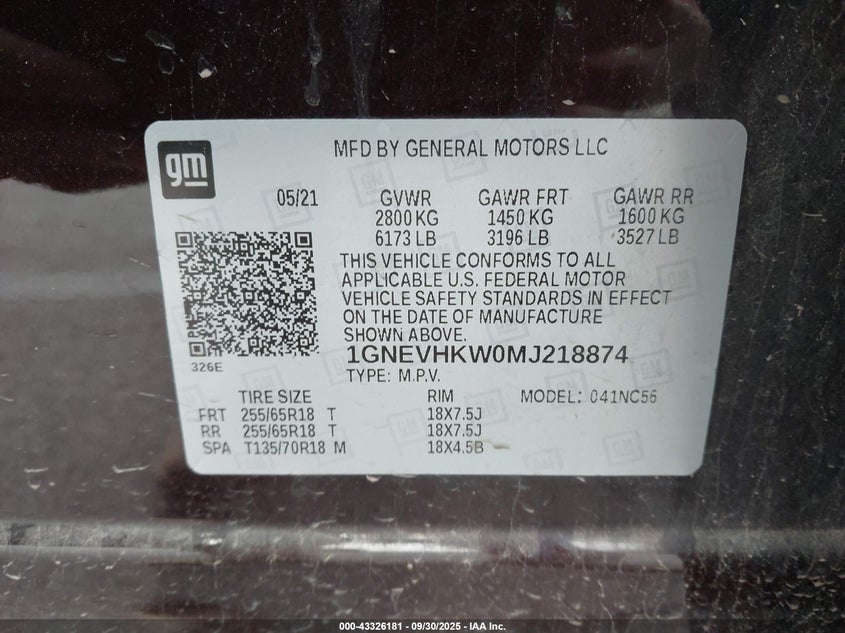 gm
MFD BY GENERAL MOTORS LLC
05/21 GVWR GAWR FRT GAWR RR
2800 KG 1450 KG 1600 KG
6173 LB 3196 LB 3527 LB
THIS VEHICLE CONFORMS TO ALL
APPLICABLE U.S. FEDERAL MOTOR
VEHICLE SAFETY STANDARDS IN EFFECT
ON THE DATE OF MANUFACTURE
SHOWN ABOVE.
326E
1GNEVHKW0MJ218874
TYPE: M.P.V.
TIRE SIZE RIM MODEL: 041NC56
FRT 255/65R18 T 18X7.5J
RR 255/65R18 T 18X7.5J
SPA T135/70R18 M 18X4.5B
000-43326181 - 09/30/2025 - IAA Inc.